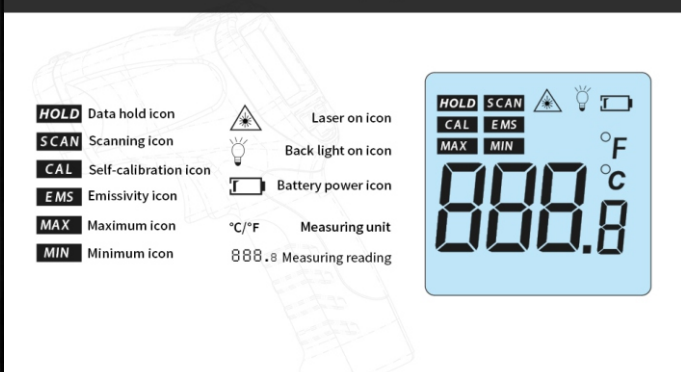 HOLD Data hold icon
SCAN Scanning icon
CAL Self-calibration icon
EMS Emissivity icon
MAX Maximum icon
MIN Minimum icon
Laser on icon
Back light on icon
Battery power icon
°C/°F Measuring unit
888.8 Measuring reading
HOLD SCAN
CAL EMS
MAX MIN
°F
°C
888.8